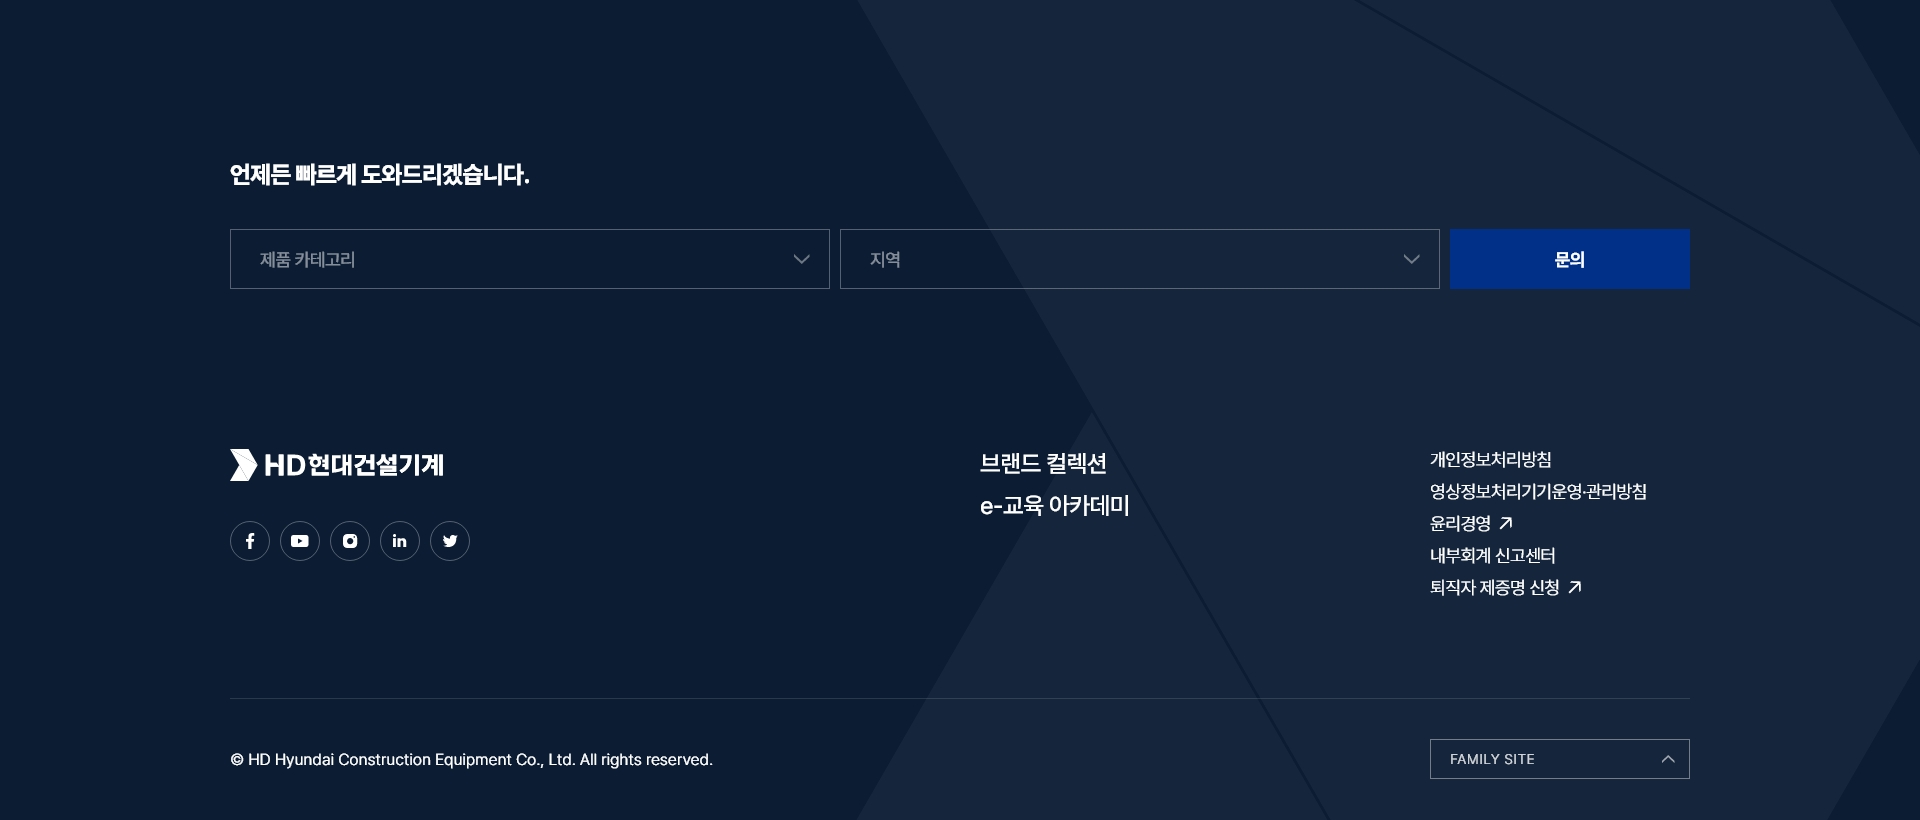 언제든 빠르게 도와드리겠습니다.
제품 카테고리
지역
문의
HD현대건설기계
브랜드 컬렉션
e-교육 아카데미
개인정보처리방침
영상정보처리기기운영·관리방침
윤리경영
내부회계 신고센터
퇴직자 제증명 신청
© HD Hyundai Construction Equipment Co., Ltd. All rights reserved.
FAMILY SITE